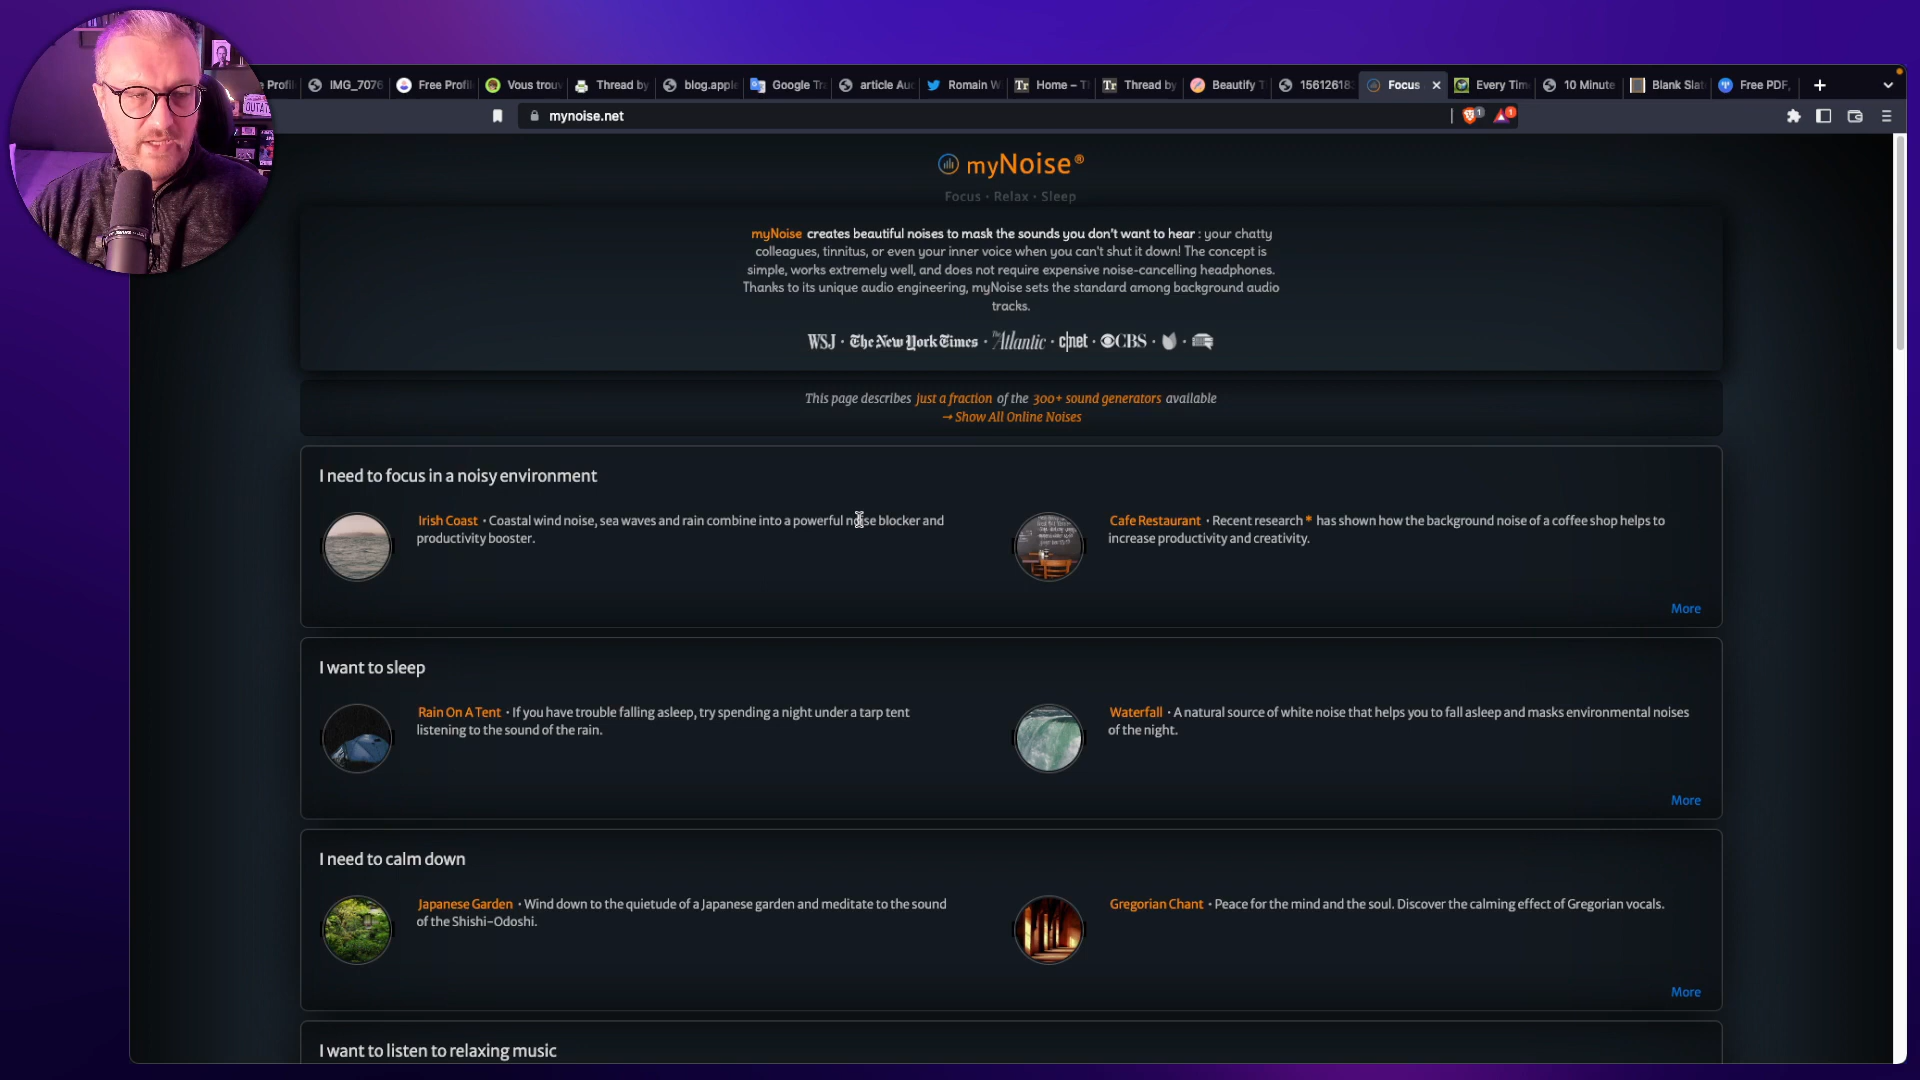 Profil
IMG_7076
Free Profil
Vous trouv
Thread by
blog.apple
Google Tra
article Auc
Romain W
Home – Tl
Thread by
Beautify T
15612618
Focus
Every Tim
10 Minute
Blank Slat
Free PDF,
mynoise.net
myNoise®
Focus · Relax · Sleep
myNoise creates beautiful noises to mask the sounds you don't want to hear : your chatty
colleagues, tinnitus, or even your inner voice when you can't shut it down! The concept is
simple, works extremely well, and does not require expensive noise-cancelling headphones.
Thanks to its unique audio engineering, myNoise sets the standard among background audio
tracks.
WSJ · The New York Times · The Atlantic · c|net · CBS ·
This page describes just a fraction of the 300+ sound generators available
→ Show All Online Noises
I need to focus in a noisy environment
Irish Coast · Coastal wind noise, sea waves and rain combine into a powerful noise blocker and
productivity booster.
Cafe Restaurant · Recent research * has shown how the background noise of a coffee shop helps to
increase productivity and creativity.
More
I want to sleep
Rain On A Tent · If you have trouble falling asleep, try spending a night under a tarp tent
listening to the sound of the rain.
Waterfall · A natural source of white noise that helps you to fall asleep and masks environmental noises
of the night.
More
I need to calm down
Japanese Garden · Wind down to the quietude of a Japanese garden and meditate to the sound
of the Shishi-Odoshi.
Gregorian Chant · Peace for the mind and the soul. Discover the calming effect of Gregorian vocals.
More
I want to listen to relaxing music